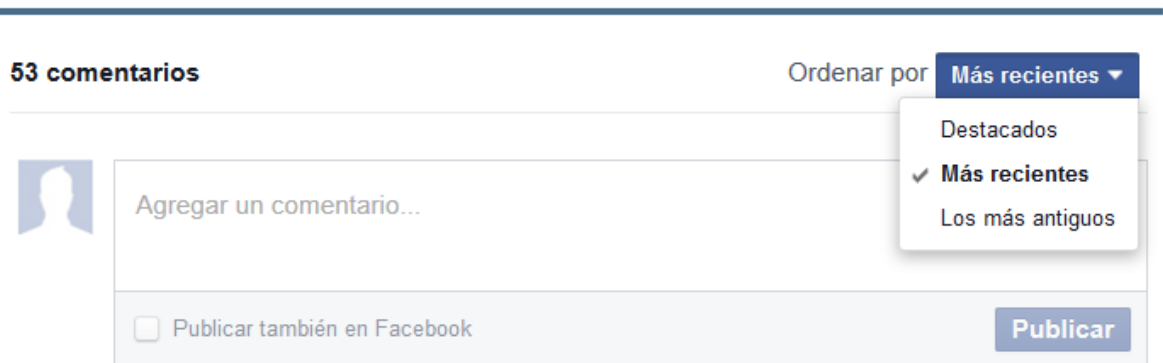 53 comentarios
Ordenar por Más recientes
Destacados
Más recientes
Los más antiguos
Agregar un comentario...
Publicar también en Facebook
Publicar